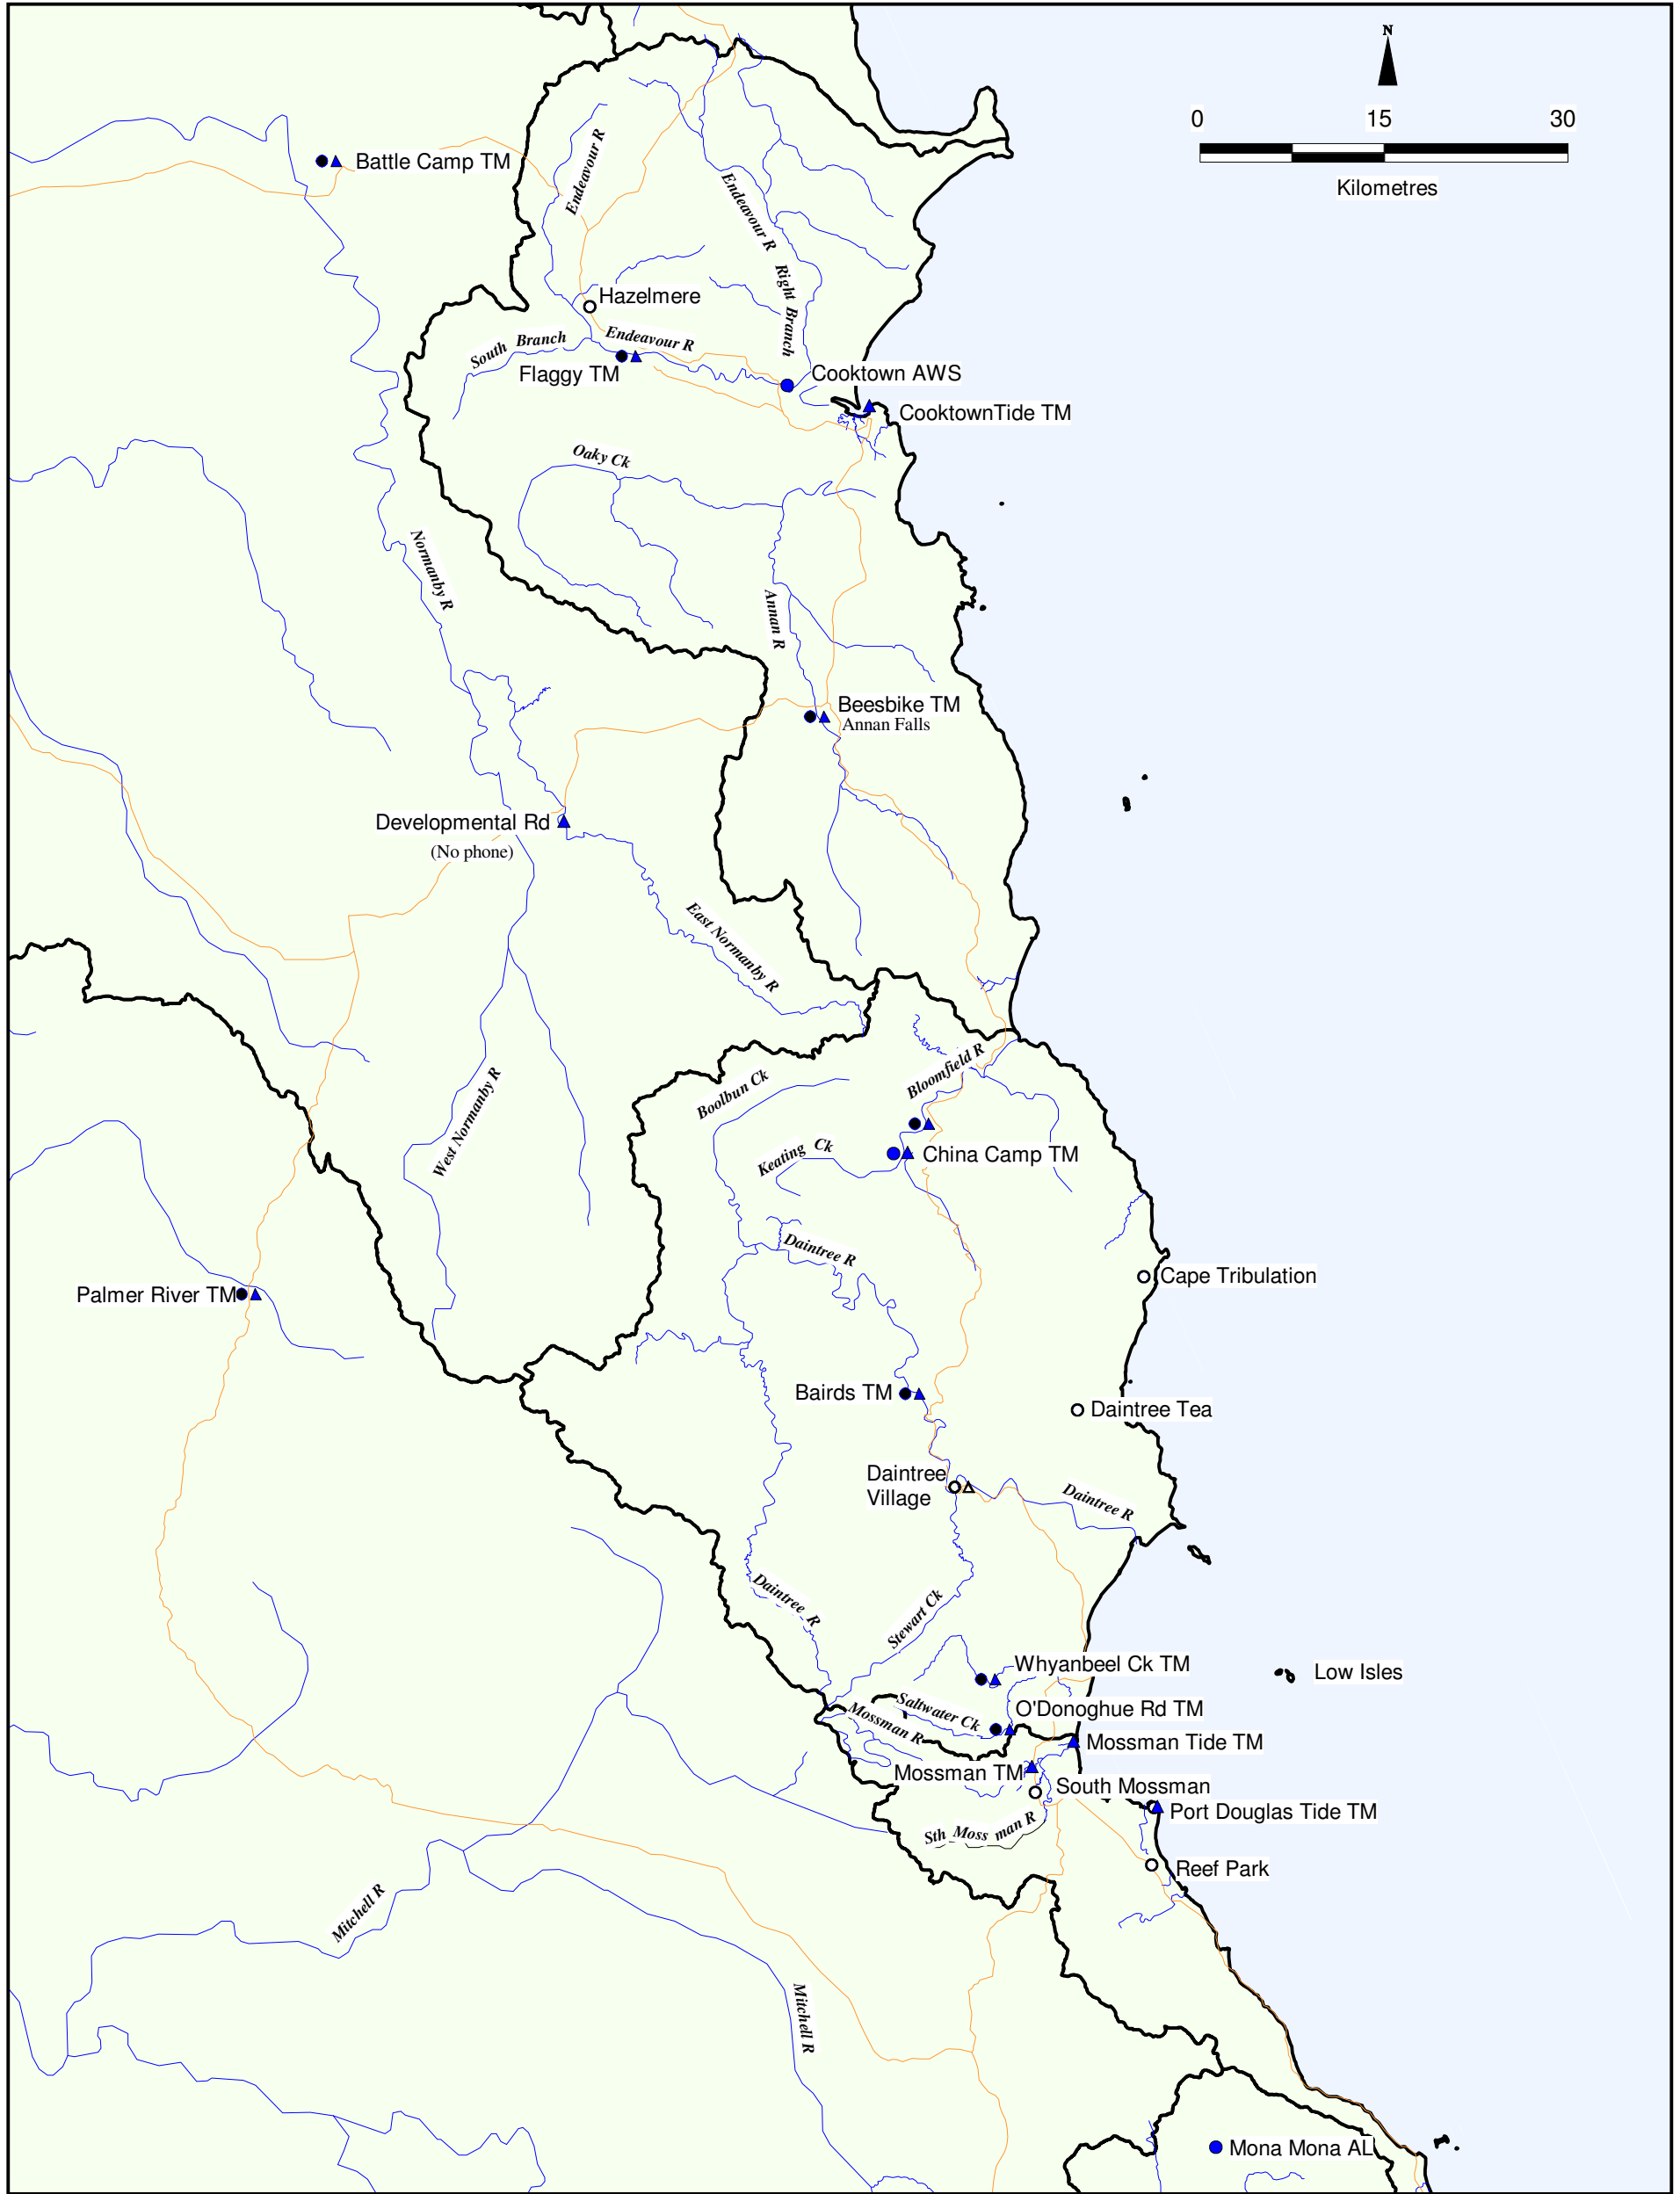 N
0 15 30
Kilometres
Battle Camp TM
Endeavour R
Endeavour R Right Branch
Hazelmere
South Branch
Endeavour R
Flaggy TM
Cooktown AWS
CooktownTide TM
Oaky Ck
Normanby R
Annan R
Beesbike TM
Annan Falls
Developmental Rd
(No phone)
East Normanby R
West Normanby R
Boolbun Ck
Bloomfield R
Keating Ck
China Camp TM
Daintree R
Cape Tribulation
Palmer River TM
Bairds TM
Daintree Tea
Daintree
Village
Daintree R
Daintree R
Stewart Ck
Whyanbeel Ck TM
Low Isles
Saltwater Ck
O'Donoghue Rd TM
Mossman R
Mossman Tide TM
Mossman TM
South Mossman
Port Douglas Tide TM
Sth Moss man R
Reef Park
Mitchell R
Mitchell R
Mona Mona AL